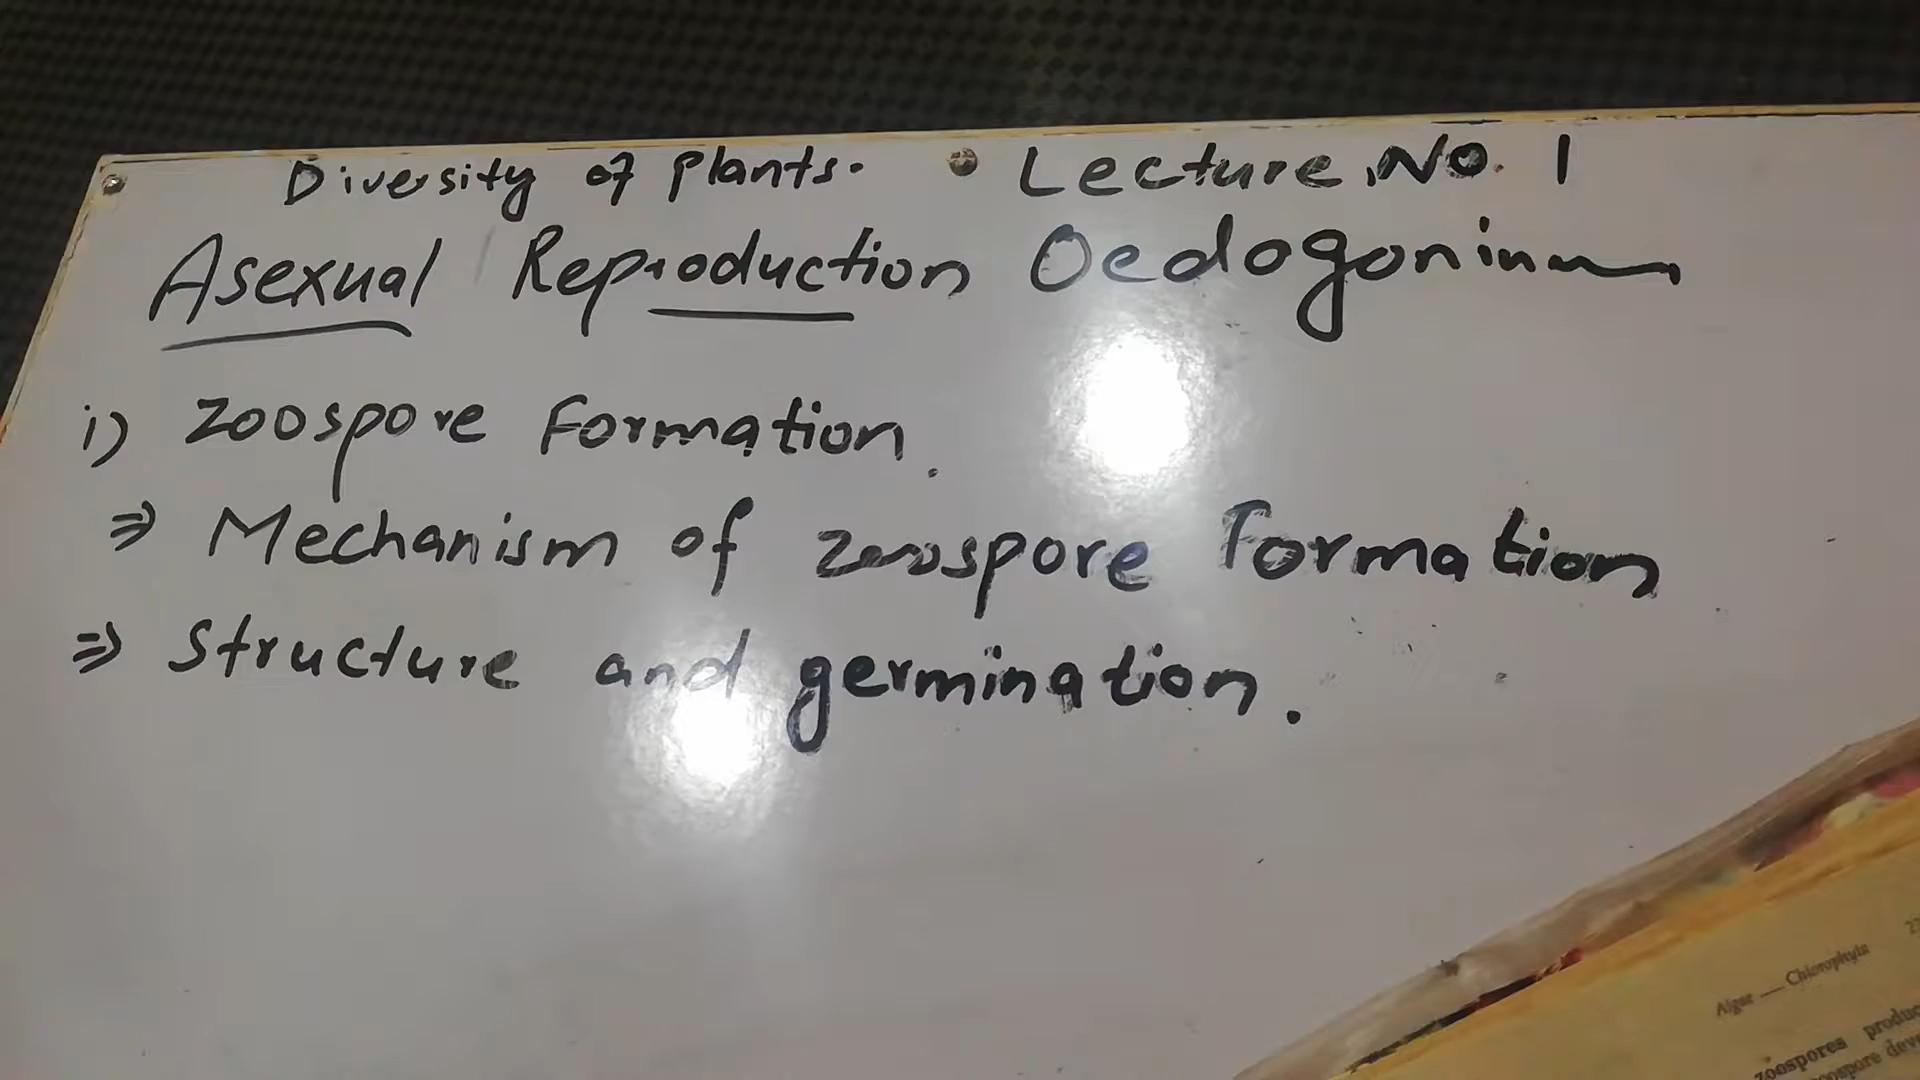 Diversity of plants. Lecture No. 1
Asexual Reproduction Oedogonium
i) Zoospore Formation.
⇒ Mechanism of zoospore Formation
⇒ Structure and germination.
Algae — Chlorophyta
zoospores